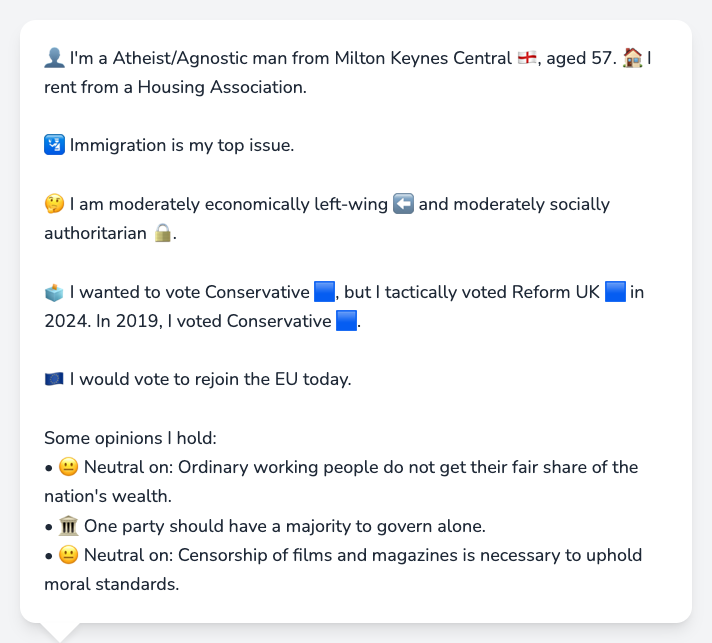 👤 I'm a Atheist/Agnostic man from Milton Keynes Central 🏴󠁧󠁢󠁥󠁮󠁧󠁿, aged 57. 🏠 I
rent from a Housing Association.
🛂 Immigration is my top issue.
🤔 I am moderately economically left-wing ⬅️ and moderately socially
authoritarian 🔒.
🗳️ I wanted to vote Conservative 🟦, but I tactically voted Reform UK 🟦 in
2024. In 2019, I voted Conservative 🟦.
🇪🇺 I would vote to rejoin the EU today.
Some opinions I hold:
• 😐 Neutral on: Ordinary working people do not get their fair share of the
nation's wealth.
• 🏛️ One party should have a majority to govern alone.
• 😐 Neutral on: Censorship of films and magazines is necessary to uphold
moral standards.